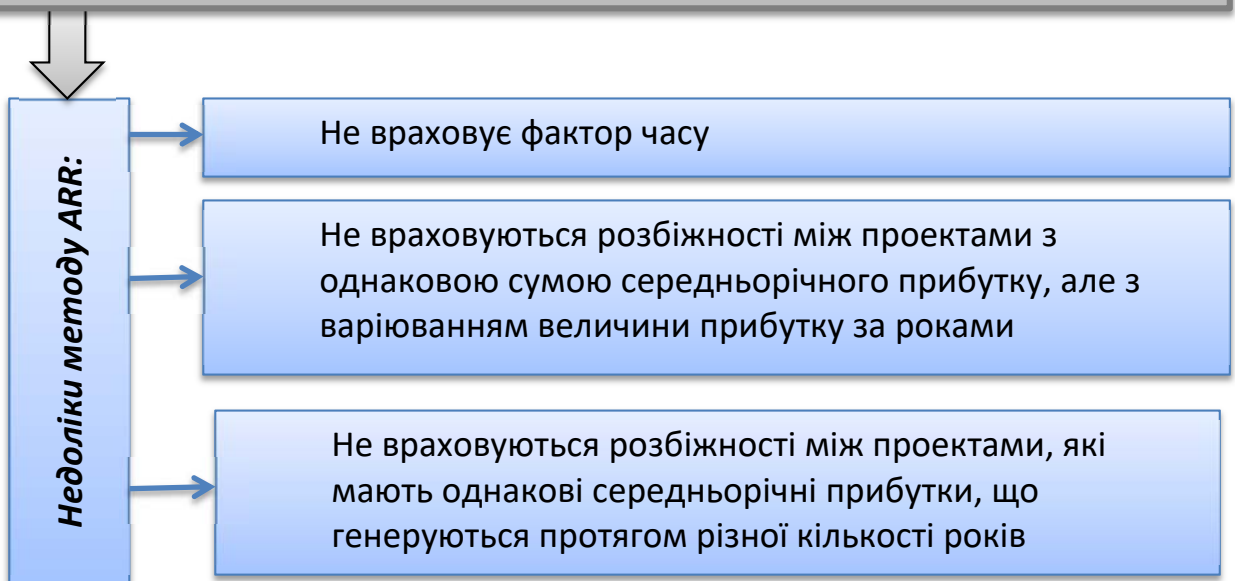 Недоліки методу ARR:
Не враховує фактор часу
Не враховуються розбіжності між проектами з
однаковою сумою середньорічного прибутку, але з
варіюванням величини прибутку за роками
Не враховуються розбіжності між проектами, які
мають однакові середньорічні прибутки, що
генеруються протягом різної кількості років